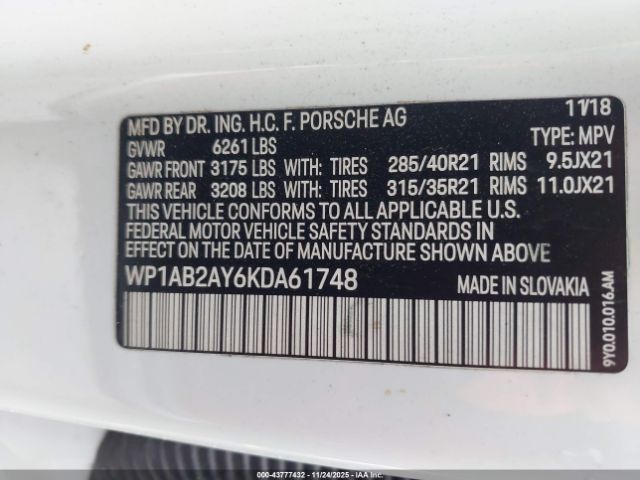 11/18
MFD BY DR. ING. H.C. F. PORSCHE AG
GVWR 6261 LBS TYPE: MPV
GAWR FRONT 3175 LBS WITH: TIRES 285/40R21 RIMS 9.5JX21
GAWR REAR 3208 LBS WITH: TIRES 315/35R21 RIMS 11.0JX21
THIS VEHICLE CONFORMS TO ALL APPLICABLE U.S.
FEDERAL MOTOR VEHICLE SAFETY STANDARDS IN
EFFECT ON THE DATE OF MANUFACTURE SHOWN ABOVE
WP1AB2AY6KDA61748
MADE IN SLOVAKIA
9Y0.010.016.AM
000-43777432 - 11/24/2025 - IAA Inc.